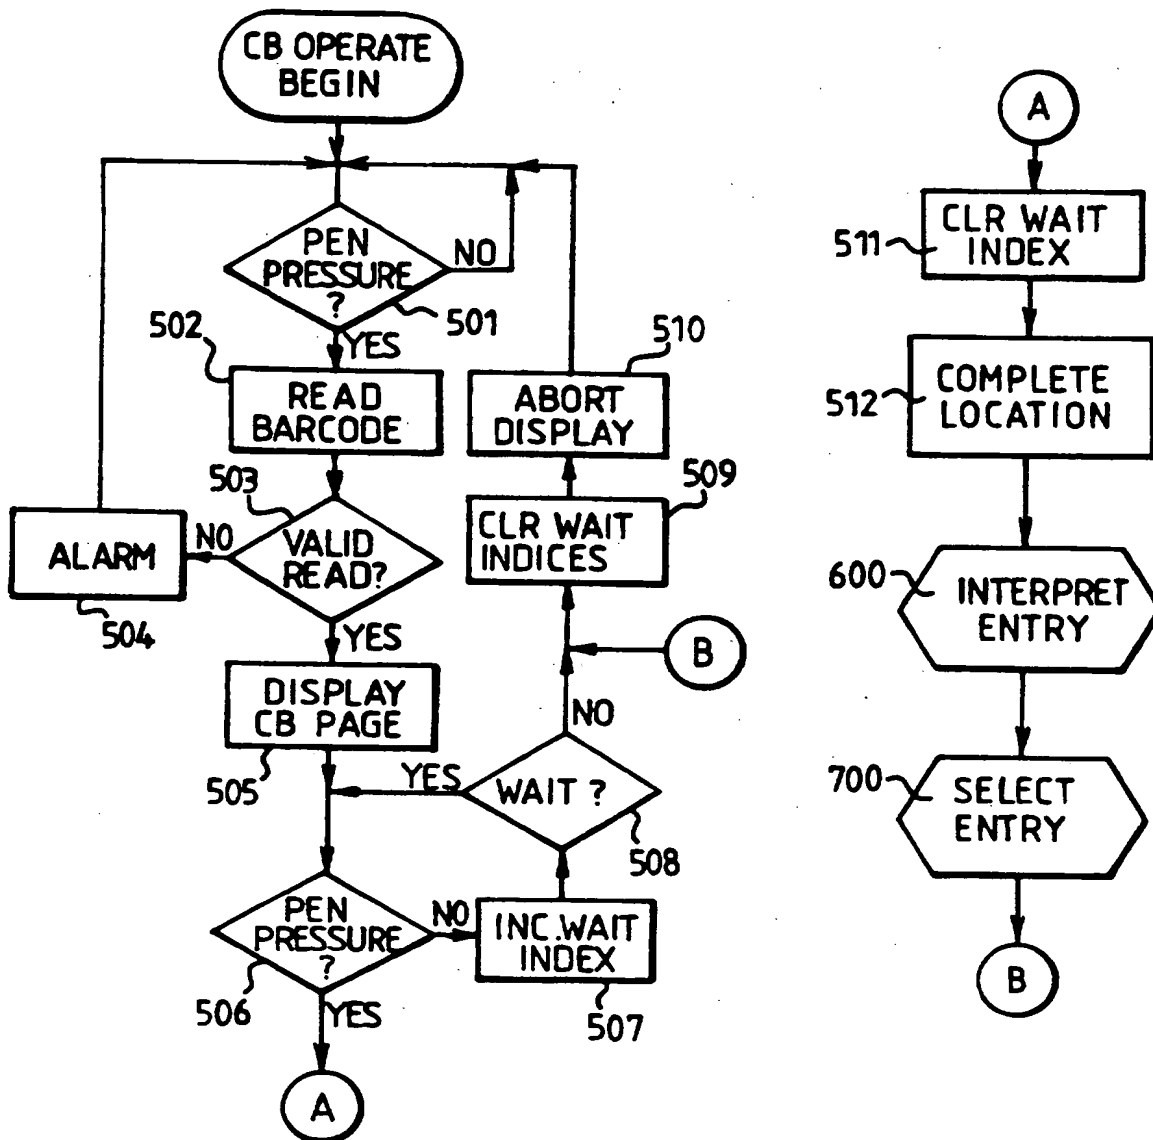 CB OPERATE
BEGIN
PEN
PRESSURE
?
NO
501
YES
502
READ
BARCODE
503
VALID
READ?
NO
ALARM
504
YES
DISPLAY
CB PAGE
505
PEN
PRESSURE
?
506
NO
YES
A
INC. WAIT
INDEX
507
WAIT ?
508
YES
NO
B
CLR WAIT
INDICES
509
ABORT
DISPLAY
510
A
CLR WAIT
INDEX
511
COMPLETE
LOCATION
512
INTERPRET
ENTRY
600
SELECT
ENTRY
700
B